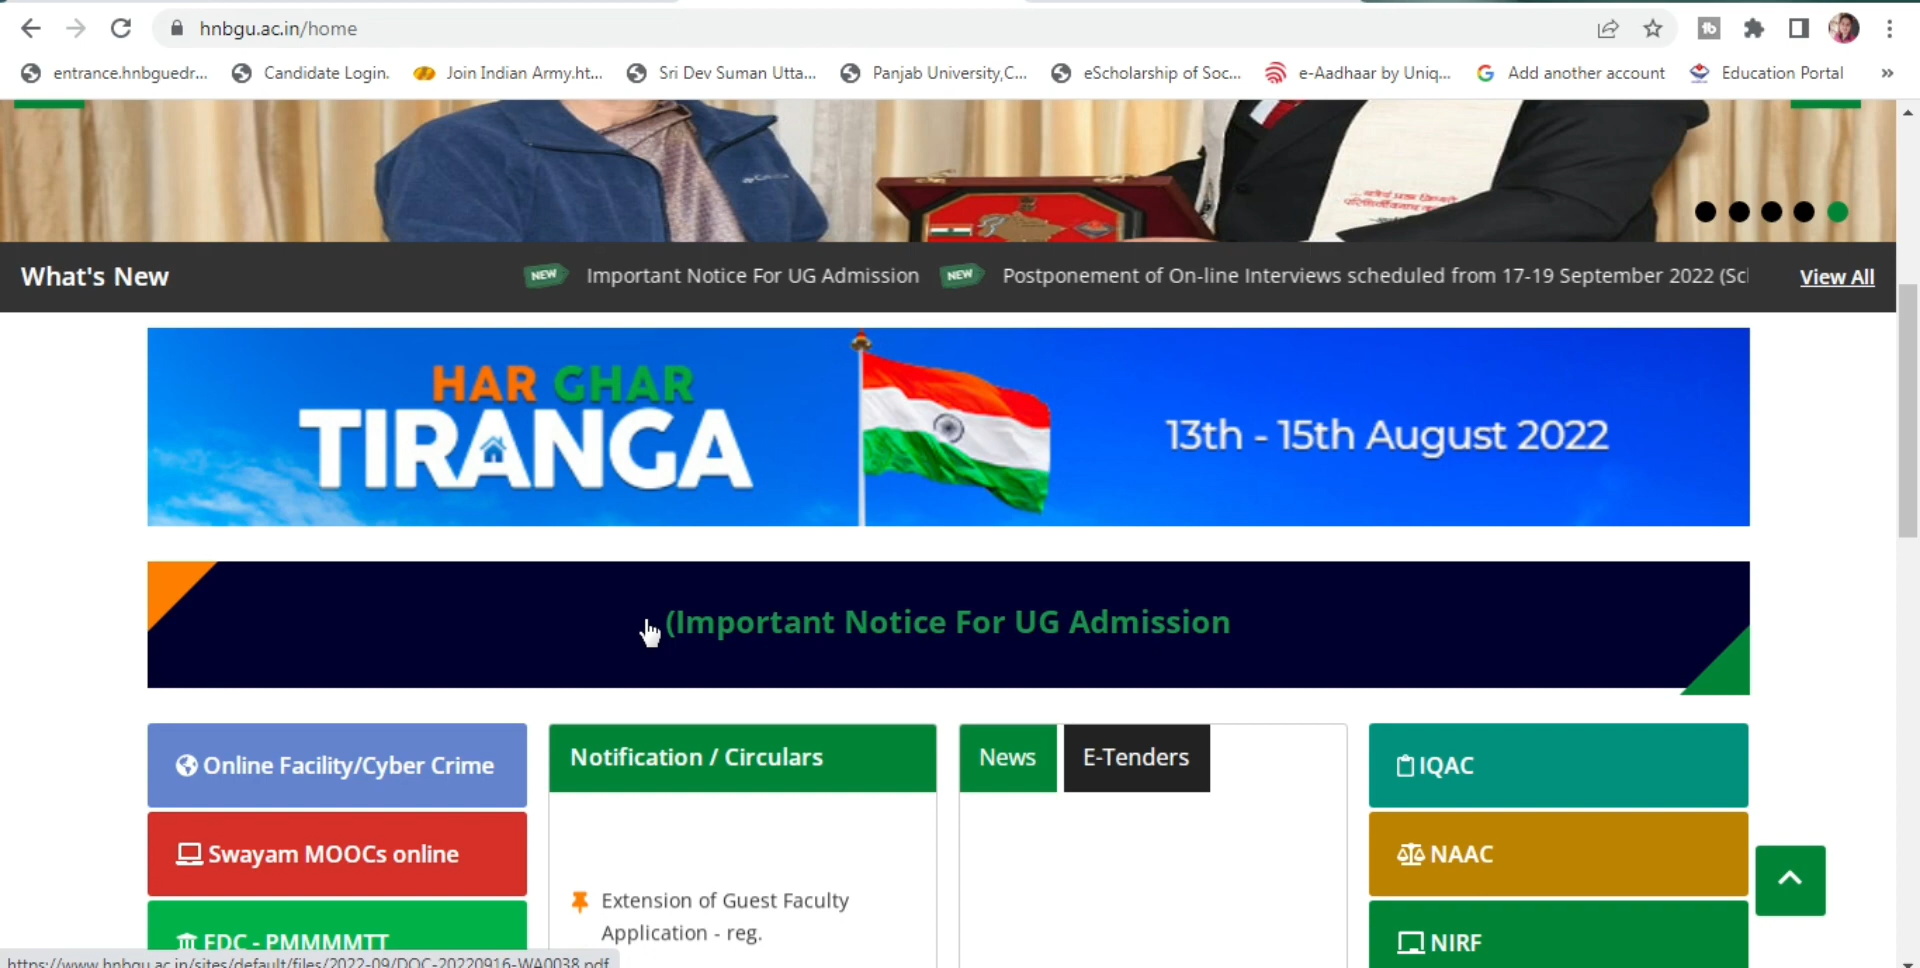 hnbgu.ac.in/home
entrance.hnbguedr...
Candidate Login.
Join Indian Army.ht...
Sri Dev Suman Utta...
Panjab University,C...
eScholarship of Soc...
e-Aadhaar by Uniq...
Add another account
Education Portal
What's New
NEW Important Notice For UG Admission
NEW Postponement of On-line Interviews scheduled from 17-19 September 2022 (Scl
View All
HAR GHAR
TIRANGA
13th - 15th August 2022
(Important Notice For UG Admission
Online Facility/Cyber Crime
Swayam MOOCs online
FDC - PMMMMTT
Notification / Circulars
Extension of Guest Faculty
Application - reg.
News
E-Tenders
IQAC
NAAC
NIRF
https://www.hnbgu.ac.in/sites/default/files/2022-09/DOC-20220916-WA0038.pdf